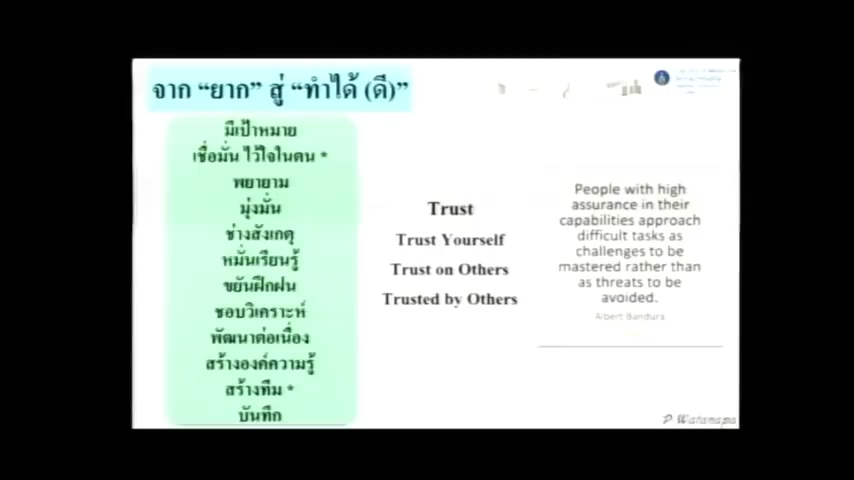 จาก “ยาก” สู่ “ทำได้ (ดี)”
มีเป้าหมาย
เชื่อมั่น ไว้ใจในตน *
พยายาม
มุ่งมั่น
ช่างสังเกตุ
หมั่นเรียนรู้
ขยันฝึกฝน
ชอบวิเคราะห์
พัฒนาต่อเนื่อง
สร้างองค์ความรู้
สร้างทีม *
บันทึก
Trust
Trust Yourself
Trust on Others
Trusted by Others
People with high
assurance in their
capabilities approach
difficult tasks as
challenges to be
mastered rather than
as threats to be
avoided.
Albert Bandura
P Watanapa